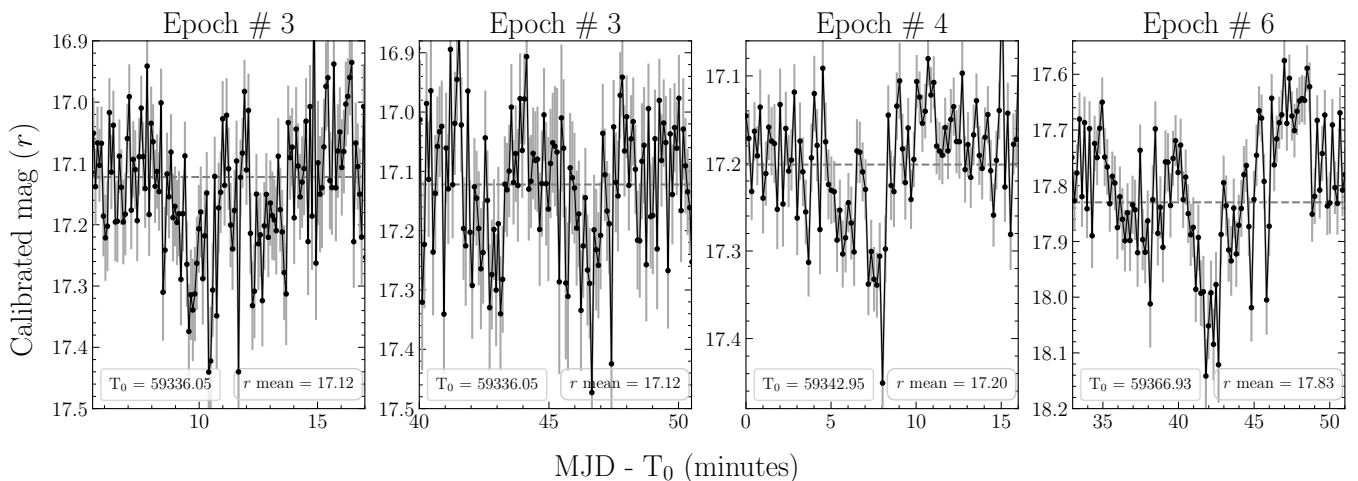 Epoch # 3
Epoch # 3
Epoch # 4
Epoch # 6
Calibrated mag (r)
16.9
17.0
17.1
17.2
17.3
17.4
17.5
T₀ = 59336.05
r mean = 17.12
10
15
16.9
17.0
17.1
17.2
17.3
17.4
17.5
T₀ = 59336.05
r mean = 17.12
40
45
50
17.1
17.2
17.3
17.4
T₀ = 59342.95
r mean = 17.20
0
5
10
15
17.6
17.7
17.8
17.9
18.0
18.1
18.2
T₀ = 59366.93
r mean = 17.83
35
40
45
50
MJD - T₀ (minutes)